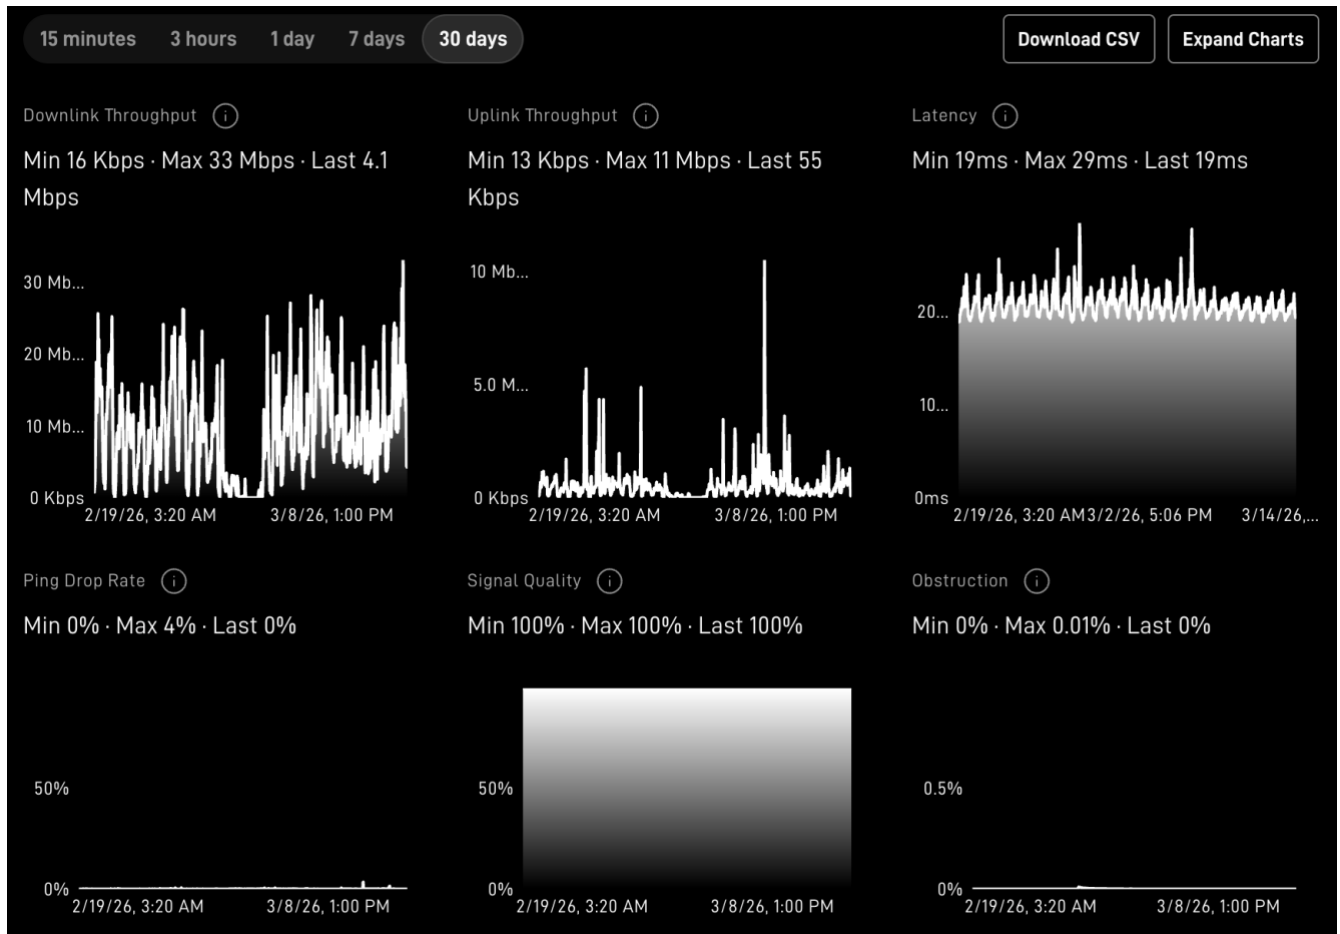 15 minutes 3 hours 1 day 7 days 30 days
Download CSV Expand Charts
Downlink Throughput
Min 16 Kbps · Max 33 Mbps · Last 4.1
Mbps
30 Mb...
20 Mb...
10 Mb...
0 Kbps
2/19/26, 3:20 AM 3/8/26, 1:00 PM
Uplink Throughput
Min 13 Kbps · Max 11 Mbps · Last 55
Kbps
10 Mb...
5.0 M...
0 Kbps
2/19/26, 3:20 AM 3/8/26, 1:00 PM
Latency
Min 19ms · Max 29ms · Last 19ms
20...
10...
0ms
2/19/26, 3:20 AM 3/2/26, 5:06 PM 3/14/26,...
Ping Drop Rate
Min 0% · Max 4% · Last 0%
50%
0%
2/19/26, 3:20 AM 3/8/26, 1:00 PM
Signal Quality
Min 100% · Max 100% · Last 100%
50%
0%
2/19/26, 3:20 AM 3/8/26, 1:00 PM
Obstruction
Min 0% · Max 0.01% · Last 0%
0.5%
0%
2/19/26, 3:20 AM 3/8/26, 1:00 PM